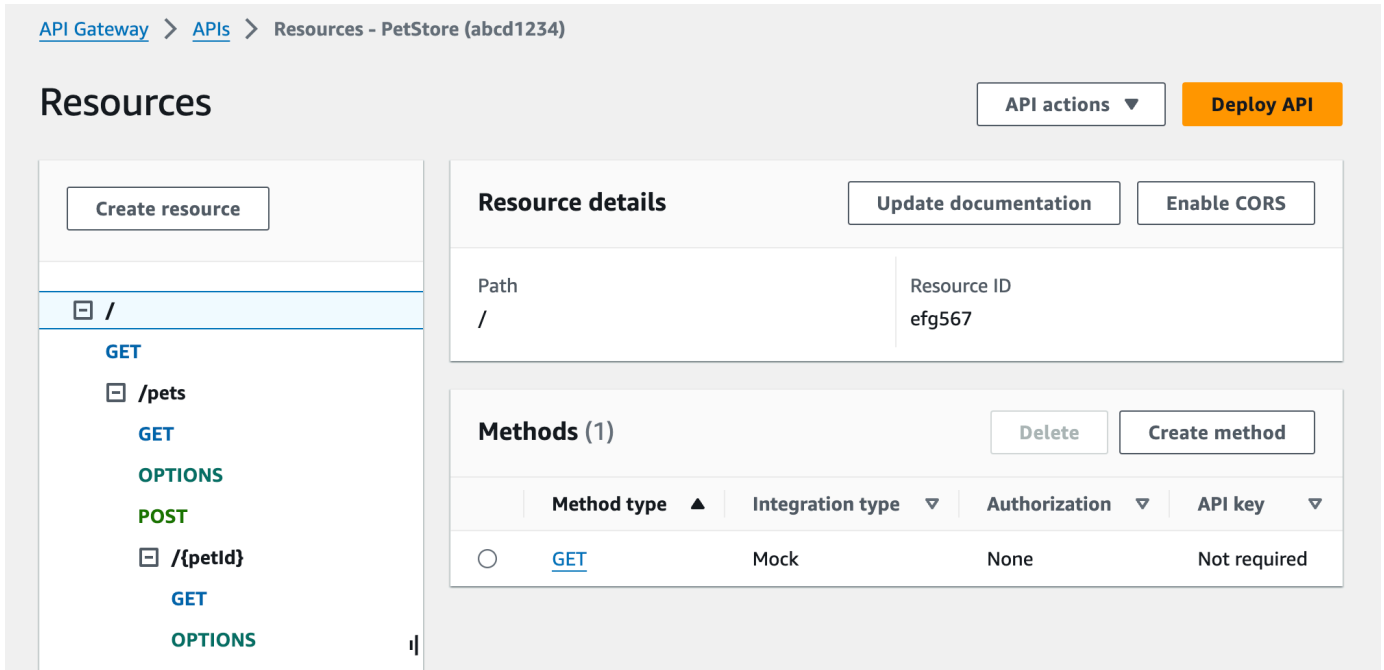 API Gateway > APIs > Resources - PetStore (abcd1234)
Resources
API actions ▼
Deploy API
Create resource
/
GET
/pets
GET
OPTIONS
POST
/{petId}
GET
OPTIONS
Resource details
Update documentation
Enable CORS
Path
/
Resource ID
efg567
Methods (1)
Delete
Create method
Method type ▲ Integration type ▽ Authorization ▽ API key ▽
GET Mock None Not required